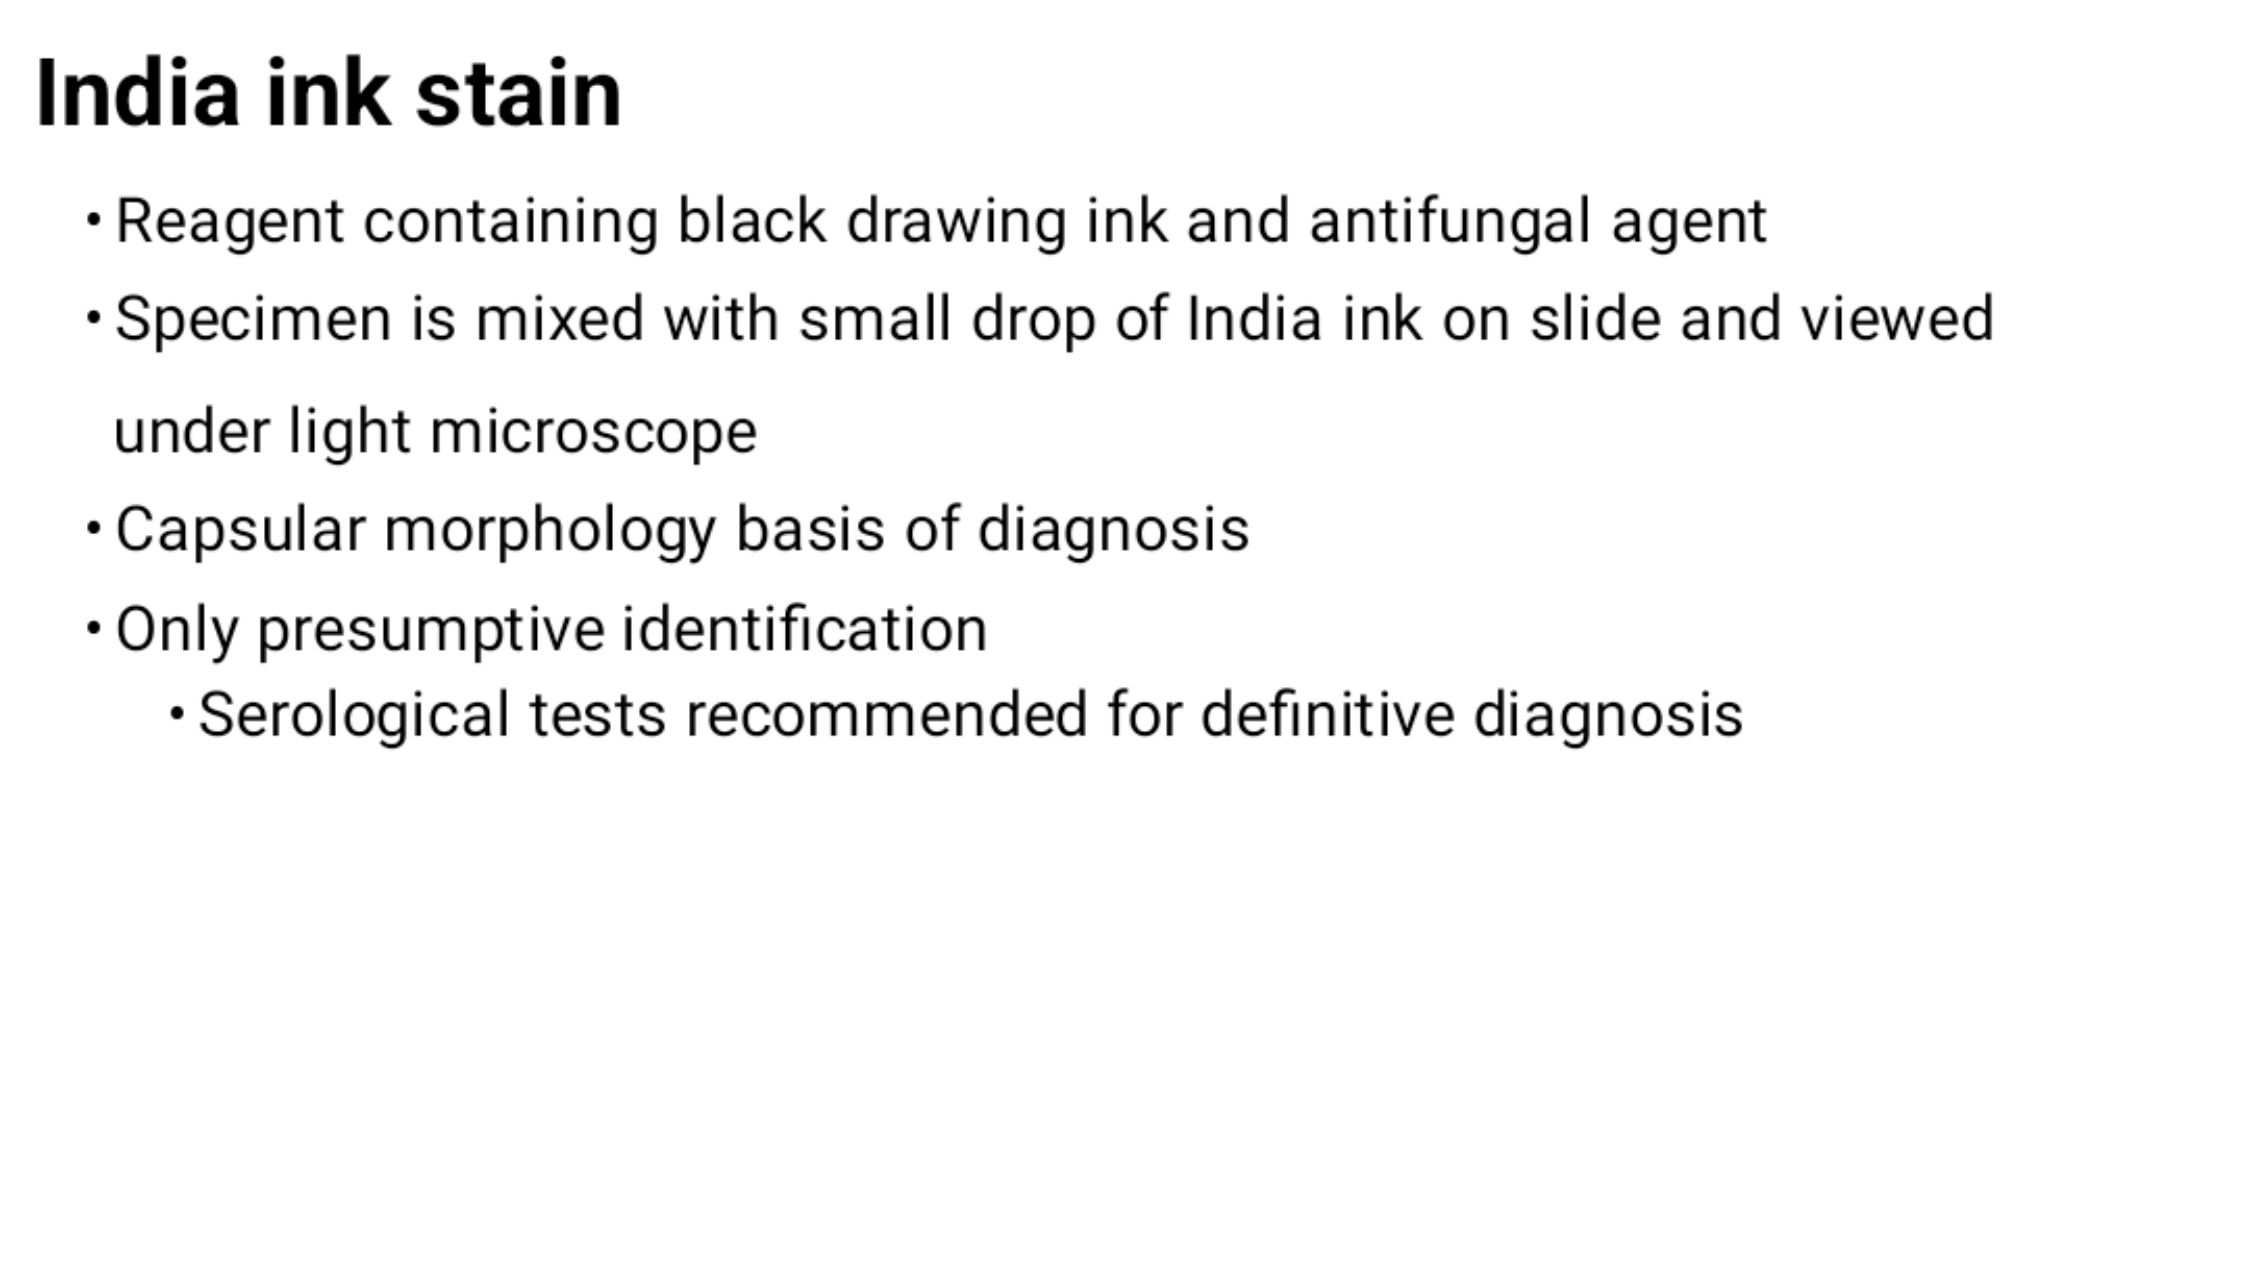 India ink stain
• Reagent containing black drawing ink and antifungal agent
• Specimen is mixed with small drop of India ink on slide and viewed
under light microscope
• Capsular morphology basis of diagnosis
• Only presumptive identification
• Serological tests recommended for definitive diagnosis